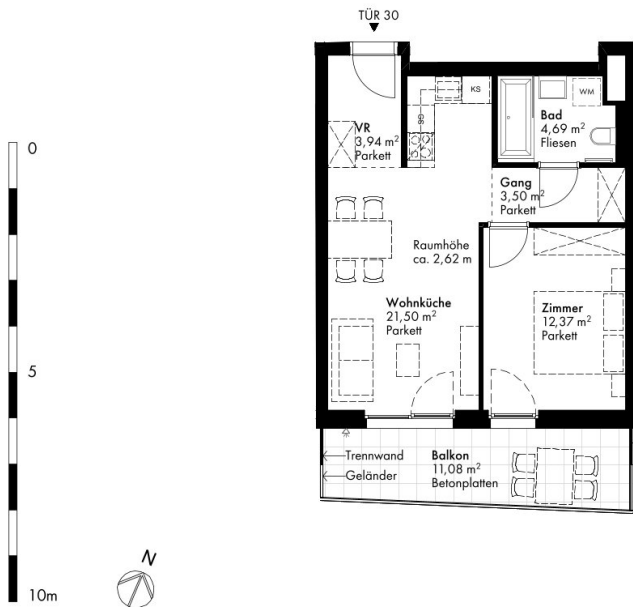 TÜR 30
0
5
10m
N
VR
3,94 m²
Parkett
KS
GS
WM
Bad
4,69 m²
Fliesen
Gang
3,50 m²
Parkett
Raumhöhe
ca. 2,62 m
Wohnküche
21,50 m²
Parkett
Zimmer
12,37 m²
Parkett
Trennwand
Geländer
Balkon
11,08 m²
Betonplatten